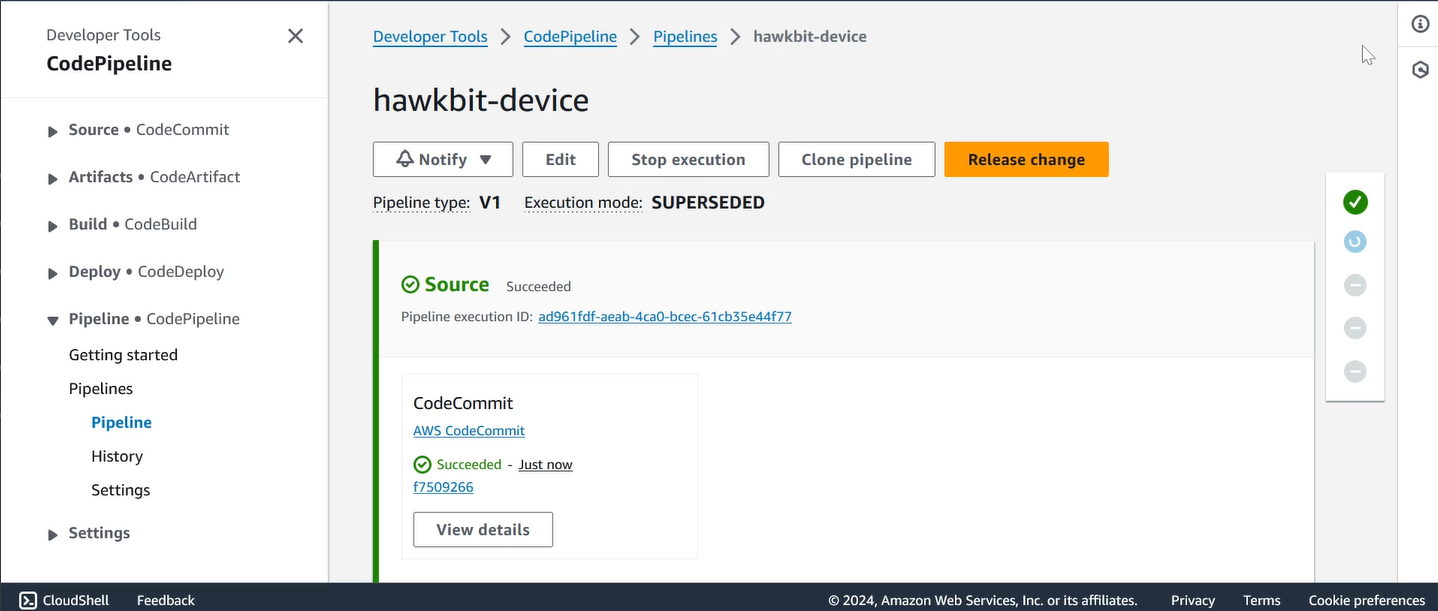 Developer Tools
CodePipeline
Source • CodeCommit
Artifacts • CodeArtifact
Build • CodeBuild
Deploy • CodeDeploy
Pipeline • CodePipeline
Getting started
Pipelines
Pipeline
History
Settings
Settings
Developer Tools > CodePipeline > Pipelines > hawkbit-device
hawkbit-device
Notify Edit Stop execution Clone pipeline Release change
Pipeline type: V1 Execution mode: SUPERSEDED
Source Succeeded
Pipeline execution ID: ad961fdf-aeab-4ca0-bcec-61cb35e44f77
CodeCommit
AWS CodeCommit
Succeeded - Just now
f7509266
View details
CloudShell Feedback © 2024, Amazon Web Services, Inc. or its affiliates. Privacy Terms Cookie preferences